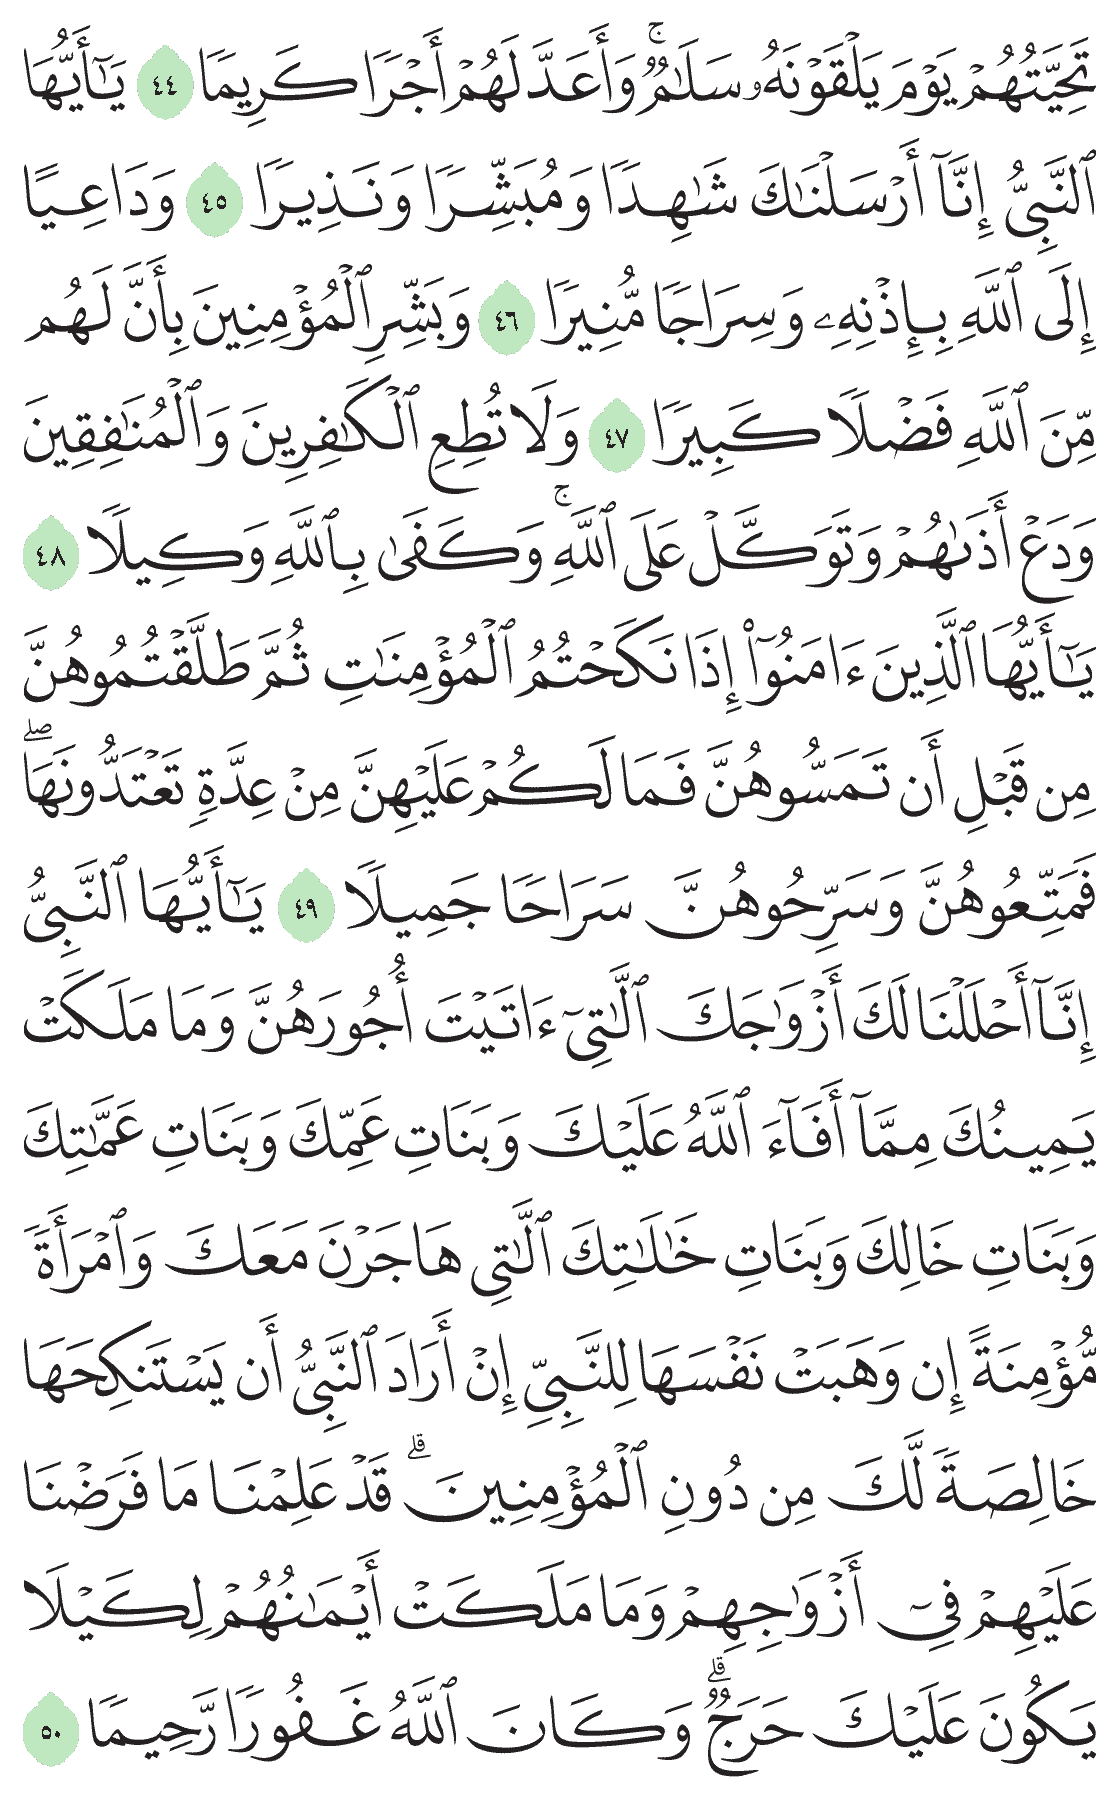 تَحِيَّتُهُمْ يَوْمَ يَلْقَوْنَهُۥ سَلَـٰمٌۚ وَأَعَدَّ لَهُمْ أَجْرًا كَرِيمًا ٤٤ يَـٰٓأَيُّهَا
ٱلنَّبِىُّ إِنَّآ أَرْسَلْنَـٰكَ شَـٰهِدًا وَمُبَشِّرًا وَنَذِيرًا ٤٥ وَدَاعِيًا
إِلَى ٱللَّهِ بِإِذْنِهِۦ وَسِرَاجًا مُّنِيرًا ٤٦ وَبَشِّرِ ٱلْمُؤْمِنِينَ بِأَنَّ لَهُم
مِّنَ ٱللَّهِ فَضْلًا كَبِيرًا ٤٧ وَلَا تُطِعِ ٱلْكَـٰفِرِينَ وَٱلْمُنَـٰفِقِينَ
وَدَعْ أَذَىٰهُمْ وَتَوَكَّلْ عَلَى ٱللَّهِۚ وَكَفَىٰ بِٱللَّهِ وَكِيلًا ٤٨
يَـٰٓأَيُّهَا ٱلَّذِينَ ءَامَنُوٓا۟ إِذَا نَكَحْتُمُ ٱلْمُؤْمِنَـٰتِ ثُمَّ طَلَّقْتُمُوهُنَّ
مِن قَبْلِ أَن تَمَسُّوهُنَّ فَمَا لَكُمْ عَلَيْهِنَّ مِنْ عِدَّةٍ تَعْتَدُّونَهَاۖ
فَمَتِّعُوهُنَّ وَسَرِّحُوهُنَّ سَرَاحًا جَمِيلًا ٤٩ يَـٰٓأَيُّهَا ٱلنَّبِىُّ
إِنَّآ أَحْلَلْنَا لَكَ أَزْوَٰجَكَ ٱلَّـٰتِىٓ ءَاتَيْتَ أُجُورَهُنَّ وَمَا مَلَكَتْ
يَمِينُكَ مِمَّآ أَفَآءَ ٱللَّهُ عَلَيْكَ وَبَنَاتِ عَمِّكَ وَبَنَاتِ عَمَّـٰتِكَ
وَبَنَاتِ خَالِكَ وَبَنَاتِ خَـٰلَـٰتِكَ ٱلَّـٰتِى هَاجَرْنَ مَعَكَ وَٱمْرَأَةً
مُّؤْمِنَةً إِن وَهَبَتْ نَفْسَهَا لِلنَّبِىِّ إِنْ أَرَادَ ٱلنَّبِىُّ أَن يَسْتَنكِحَهَا
خَالِصَةً لَّكَ مِن دُونِ ٱلْمُؤْمِنِينَۗ قَدْ عَلِمْنَا مَا فَرَضْنَا
عَلَيْهِمْ فِىٓ أَزْوَٰجِهِمْ وَمَا مَلَكَتْ أَيْمَـٰنُهُمْ لِكَيْلَا
يَكُونَ عَلَيْكَ حَرَجٌۗ وَكَانَ ٱللَّهُ غَفُورًا رَّحِيمًا ٥٠